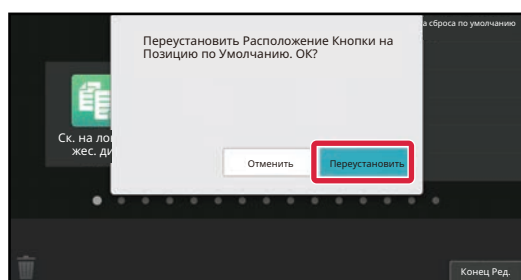 а сброса по умолчанию
Переустановить Расположение Кнопки на
Позицию по Умолчанию. ОК?
Ск. на ло
жес. ди
Отменить
Переустановить
Конец Ред.